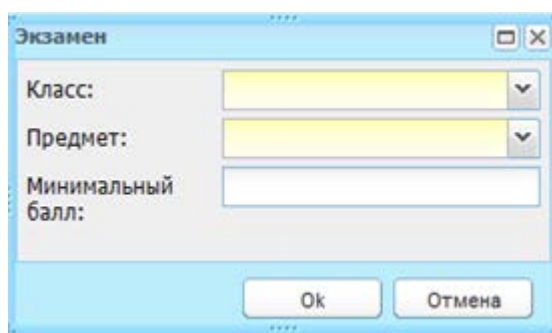 Экзамен
Класс:
Предмет:
Минимальный
балл:
Ok Отмена